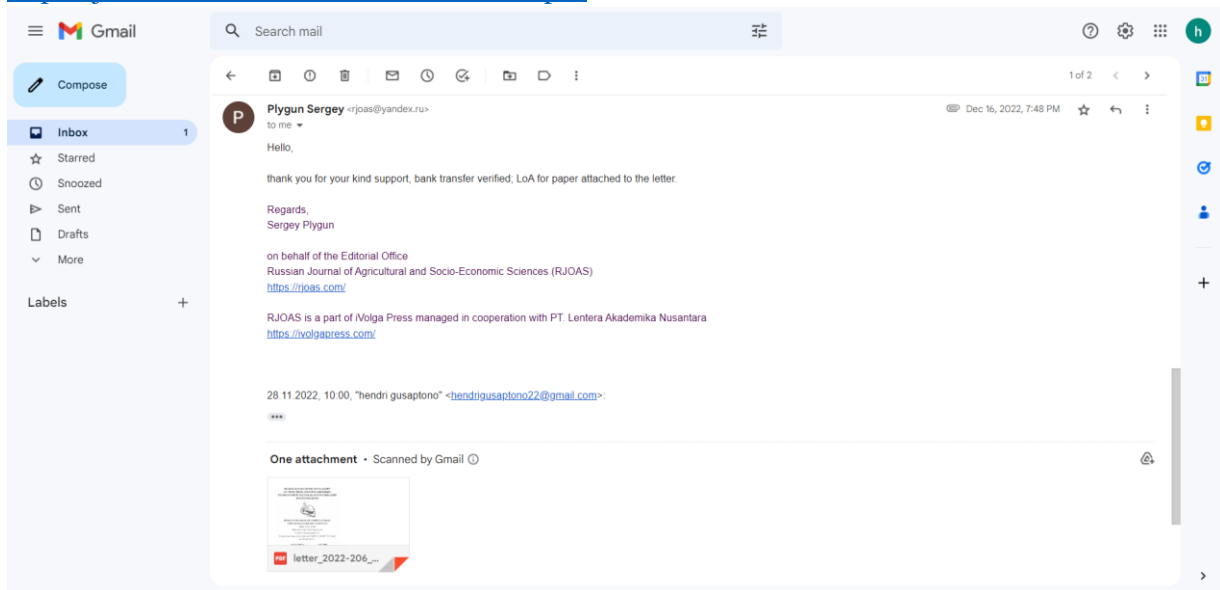 Gmail
Search mail
h
Compose
1 of 2
31
P
Plygun Sergey <rjoas@yandex.ru>
Dec 16, 2022, 7:48 PM
to me
Inbox 1
Starred
Snoozed
Sent
Drafts
More
Labels
Hello,
thank you for your kind support, bank transfer verified; LoA for paper attached to the letter.
Regards,
Sergey Plygun
on behalf of the Editorial Office
Russian Journal of Agricultural and Socio-Economic Sciences (RJOAS)
https://rjoas.com/
RJOAS is a part of iVolga Press managed in cooperation with PT. Lentera Akademika Nusantara
https://ivolgapress.com/
28.11.2022, 10:00, "hendri gusaptono" <hendrigusaptono22@gmail.com>:
One attachment • Scanned by Gmail
PDF letter_2022-206_...